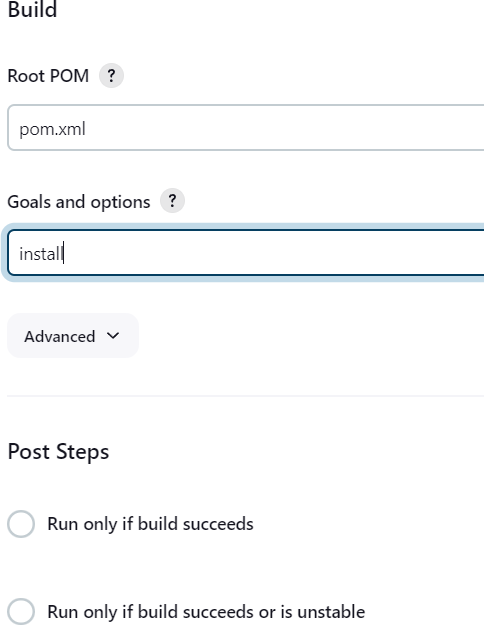 Build
Root POM ?
pom.xml
Goals and options ?
install
Advanced
Post Steps
Run only if build succeeds
Run only if build succeeds or is unstable